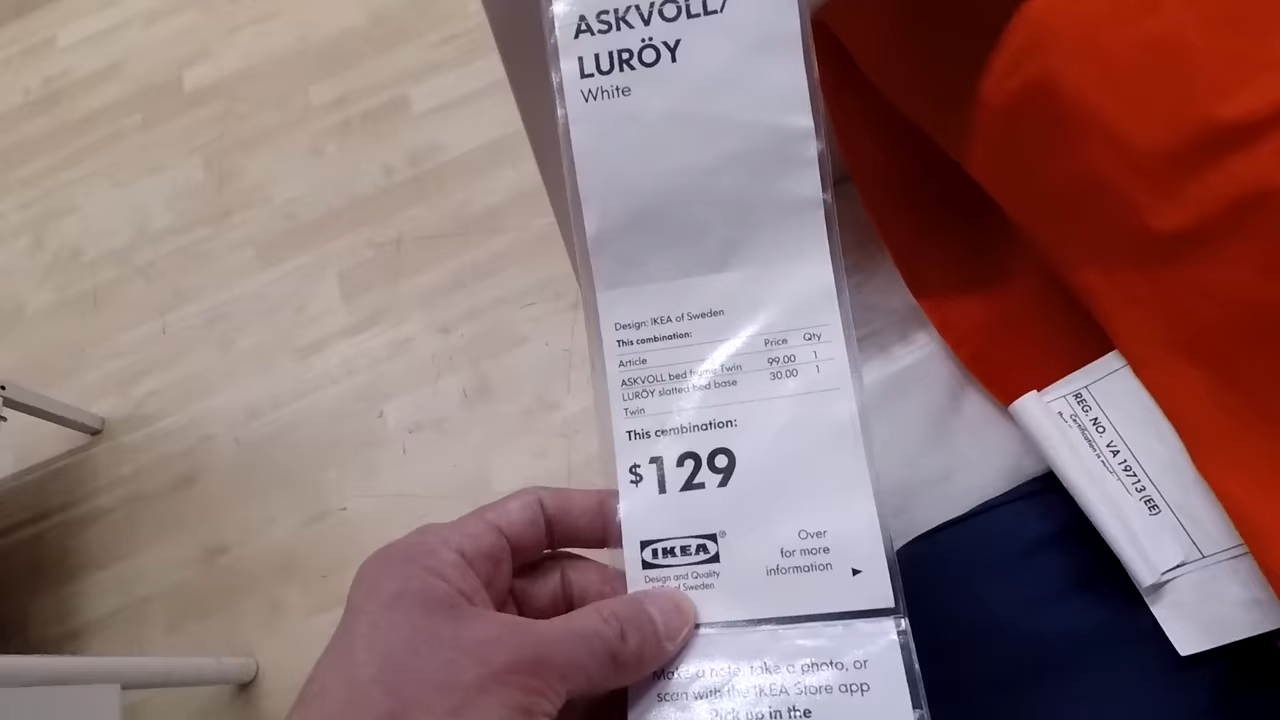 ASKVOLL/
LURÖY
White
Design: IKEA of Sweden
This combination:
Article Price Qty
ASKVOLL bed frame Twin 99.00 1
LURÖY slatted bed base 30.00 1
Twin
This combination:
$129
IKEA®
Design and Quality
of Sweden
Over
for more
information ►
Make a note, take a photo, or
scan with the IKEA Store app
Pick up in the
REG. NO. VA 19713 (EE)
Certification is